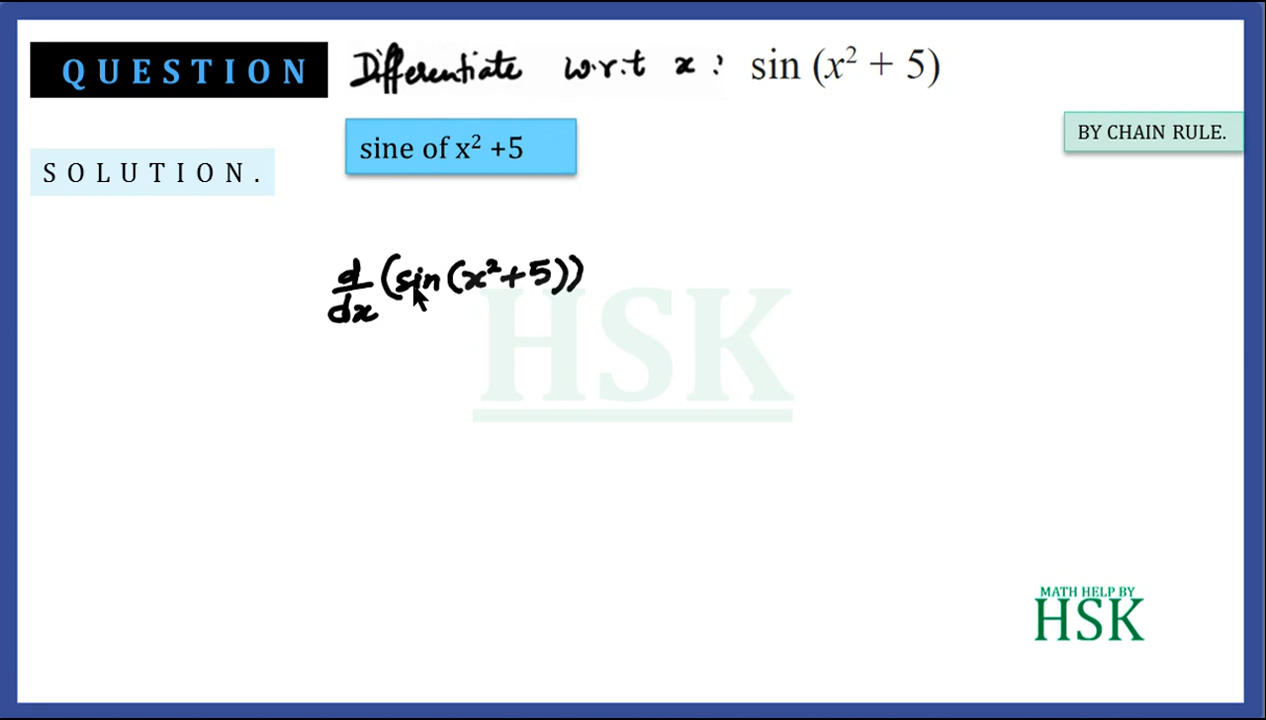 QUESTION Differentiate w.r.t x : sin (x² + 5)
BY CHAIN RULE.
sine of x² +5
SOLUTION.
d/dx (sin(x²+5))
HSK
MATH HELP BY
HSK